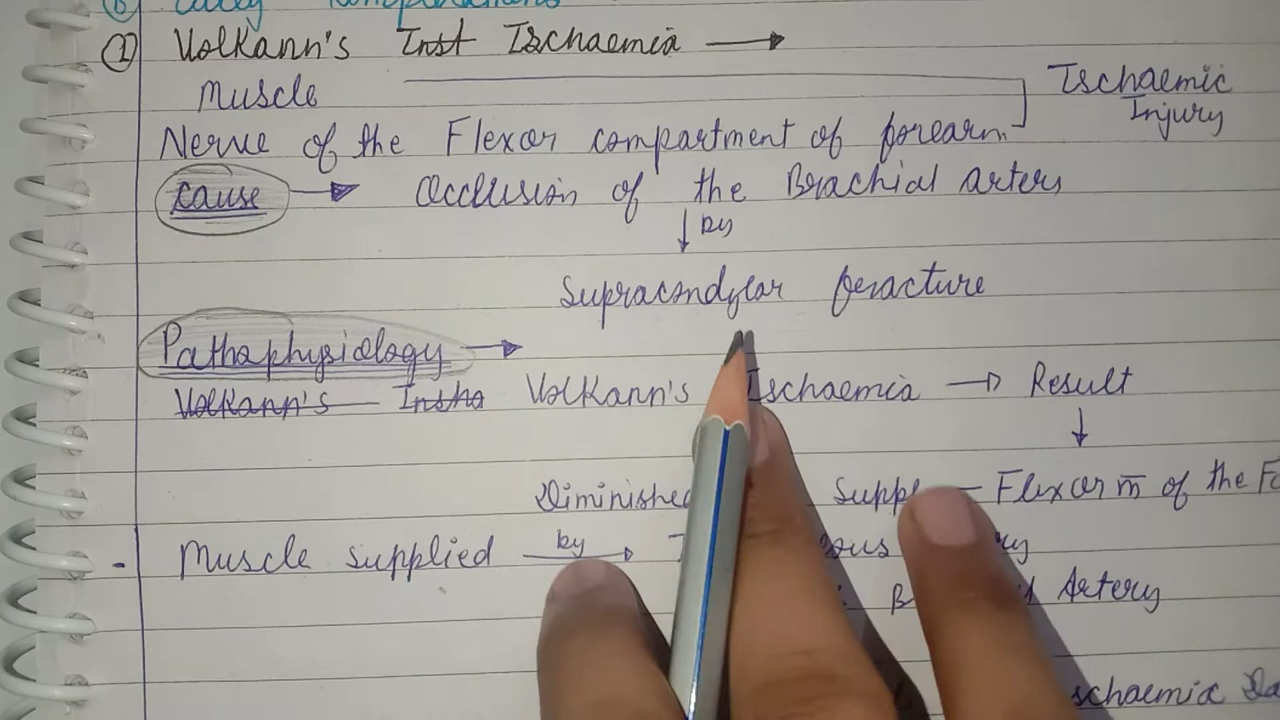 ① Volkann's Inst Ischaemia →
Muscle
Ischaemic
Injury
Nerve of the Flexor compartment of forearm
Cause → Occlusion of the Brachial artery
↓ by
Supracondylar fracture
Pathophysiology →
Volkann's Insha Volkann's Ischaemia → Result
↓
Diminished Flexor m̅ of the
Muscle supplied by →
Artery